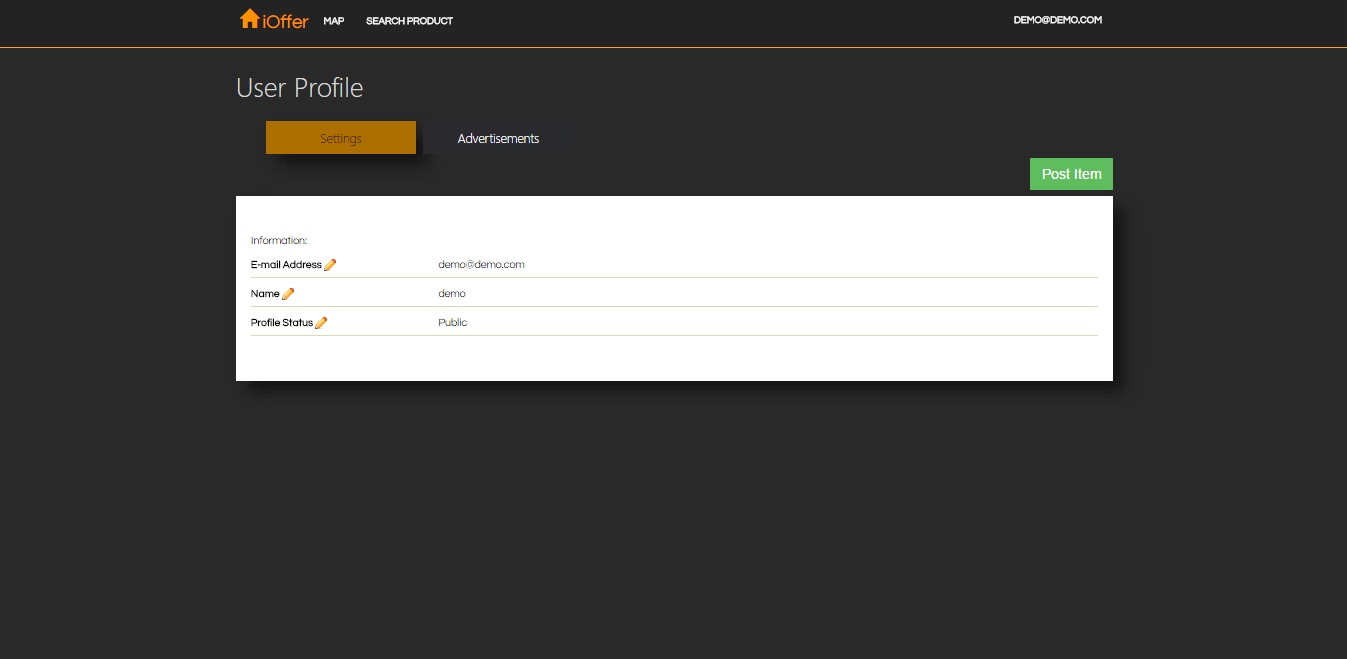 iOffer MAP SEARCH PRODUCT DEMO@DEMO.COM
User Profile
Settings Advertisements
Post Item
Information:
E-mail Address demo@demo.com
Name demo
Profile Status Public